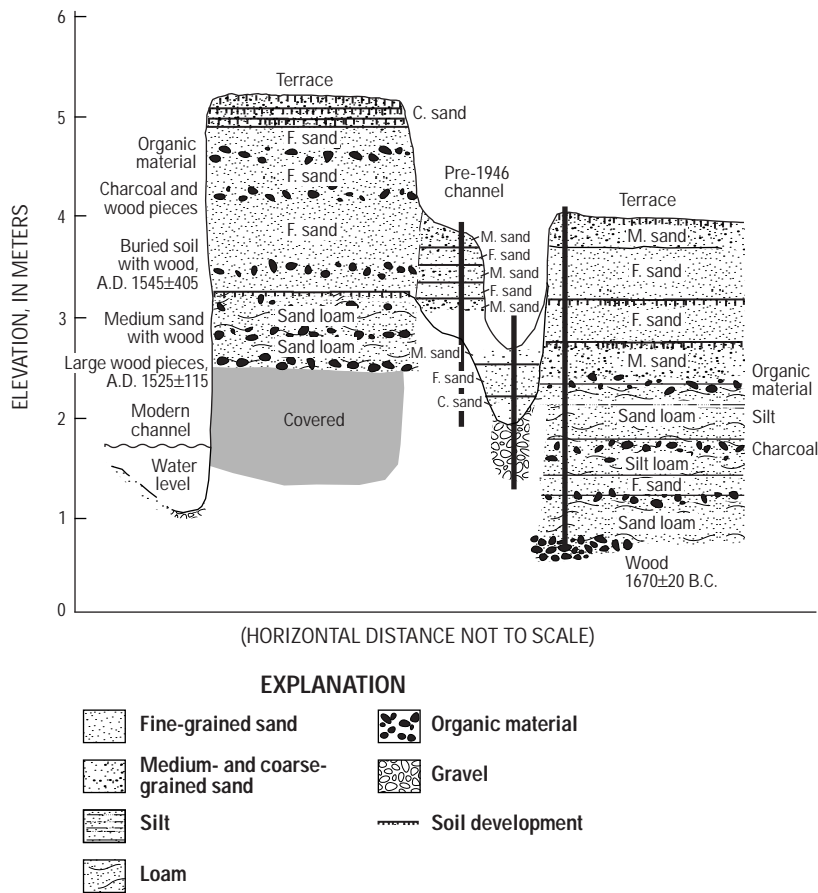 6
5
4
3
2
1
0
ELEVATION, IN METERS
Terrace
C. sand
F. sand
Organic
material
F. sand
Charcoal and
wood pieces
F. sand
Buried soil
with wood,
A.D. 1545±405
Sand loam
Medium sand
with wood
Sand loam
Large wood pieces,
A.D. 1525±115
Covered
Modern
channel
Water
level
Pre-1946
channel
M. sand
F. sand
M. sand
F. sand
M. sand
M. sand
F. sand
C. sand
Terrace
M. sand
F. sand
F. sand
M. sand
Organic
material
Sand loam
Silt
Charcoal
Silt loam
F. sand
Sand loam
Wood
1670±20 B.C.
(HORIZONTAL DISTANCE NOT TO SCALE)
EXPLANATION
Fine-grained sand
Medium- and coarse-
grained sand
Silt
Loam
Organic material
Gravel
Soil development